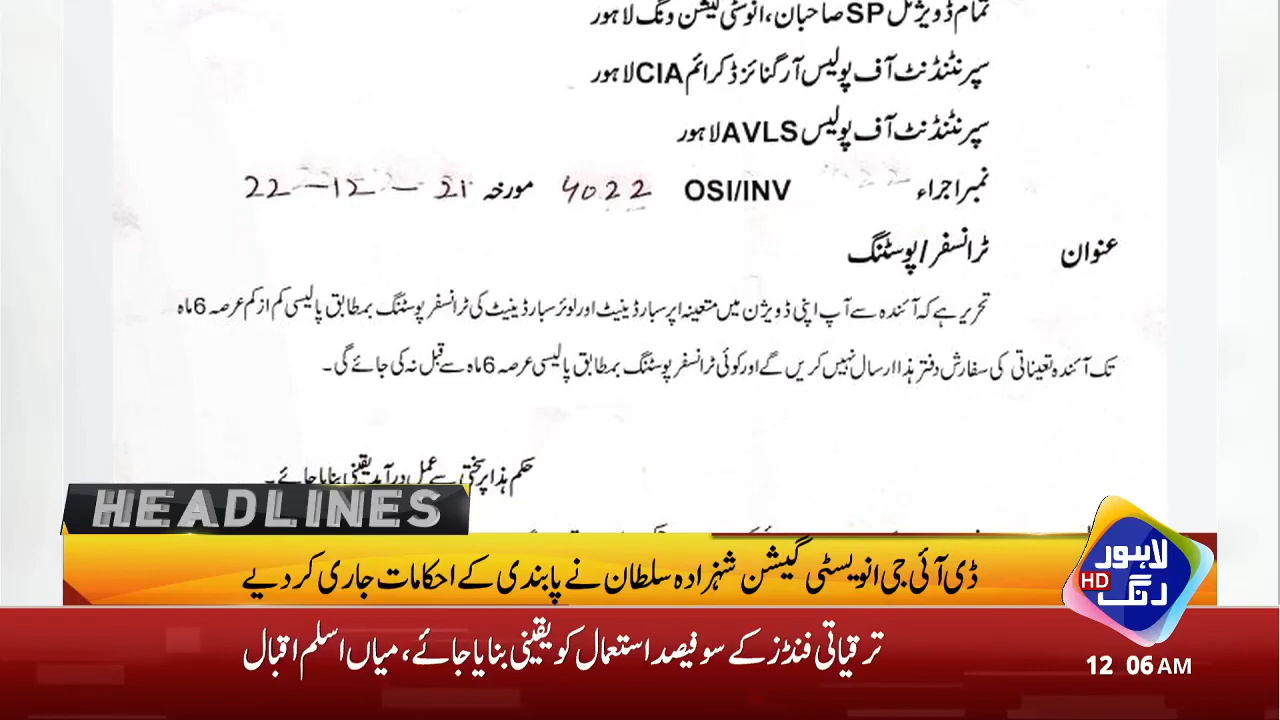 تمام ڈویژنل SP صاحبان، انوسٹی گیشن ونگ لاہور
سپرنٹنڈنٹ آف پولیس آرگنائزڈ کرائم CIA لاہور
سپرنٹنڈنٹ آف پولیس AVLS لاہور
نمبر اجراء OSI/INV 4022 مورخہ 21-12-22
عنوان ٹرانسفر / پوسٹنگ
تحریر ہے کہ آئندہ سے آپ اپنی ڈویژن میں متعینہ اپر سبارڈینیٹ اور لوئر سبارڈینیٹ کی ٹرانسفر پوسٹنگ بمطابق پالیسی کم از کم عرصہ 6 ماہ
تک آئندہ تعیناتی کی سفارش دفتر ہذا ارسال نہیں کریں گے اور کوئی ٹرانسفر پوسٹنگ بمطابق پالیسی عرصہ 6 ماہ سے قبل نہ کی جائے گی۔
حکم ہذا پر سختی سے عمل درآمد یقینی بنایا جائے۔
HEADLINES
ڈی آئی جی انویسٹی گیشن شہزادہ سلطان نے پابندی کے احکامات جاری کر دیے
لاہور
رنگ
HD
ترقیاتی فنڈز کے سو فیصد استعمال کو یقینی بنایا جائے، میاں اسلم اقبال
12 06 AM